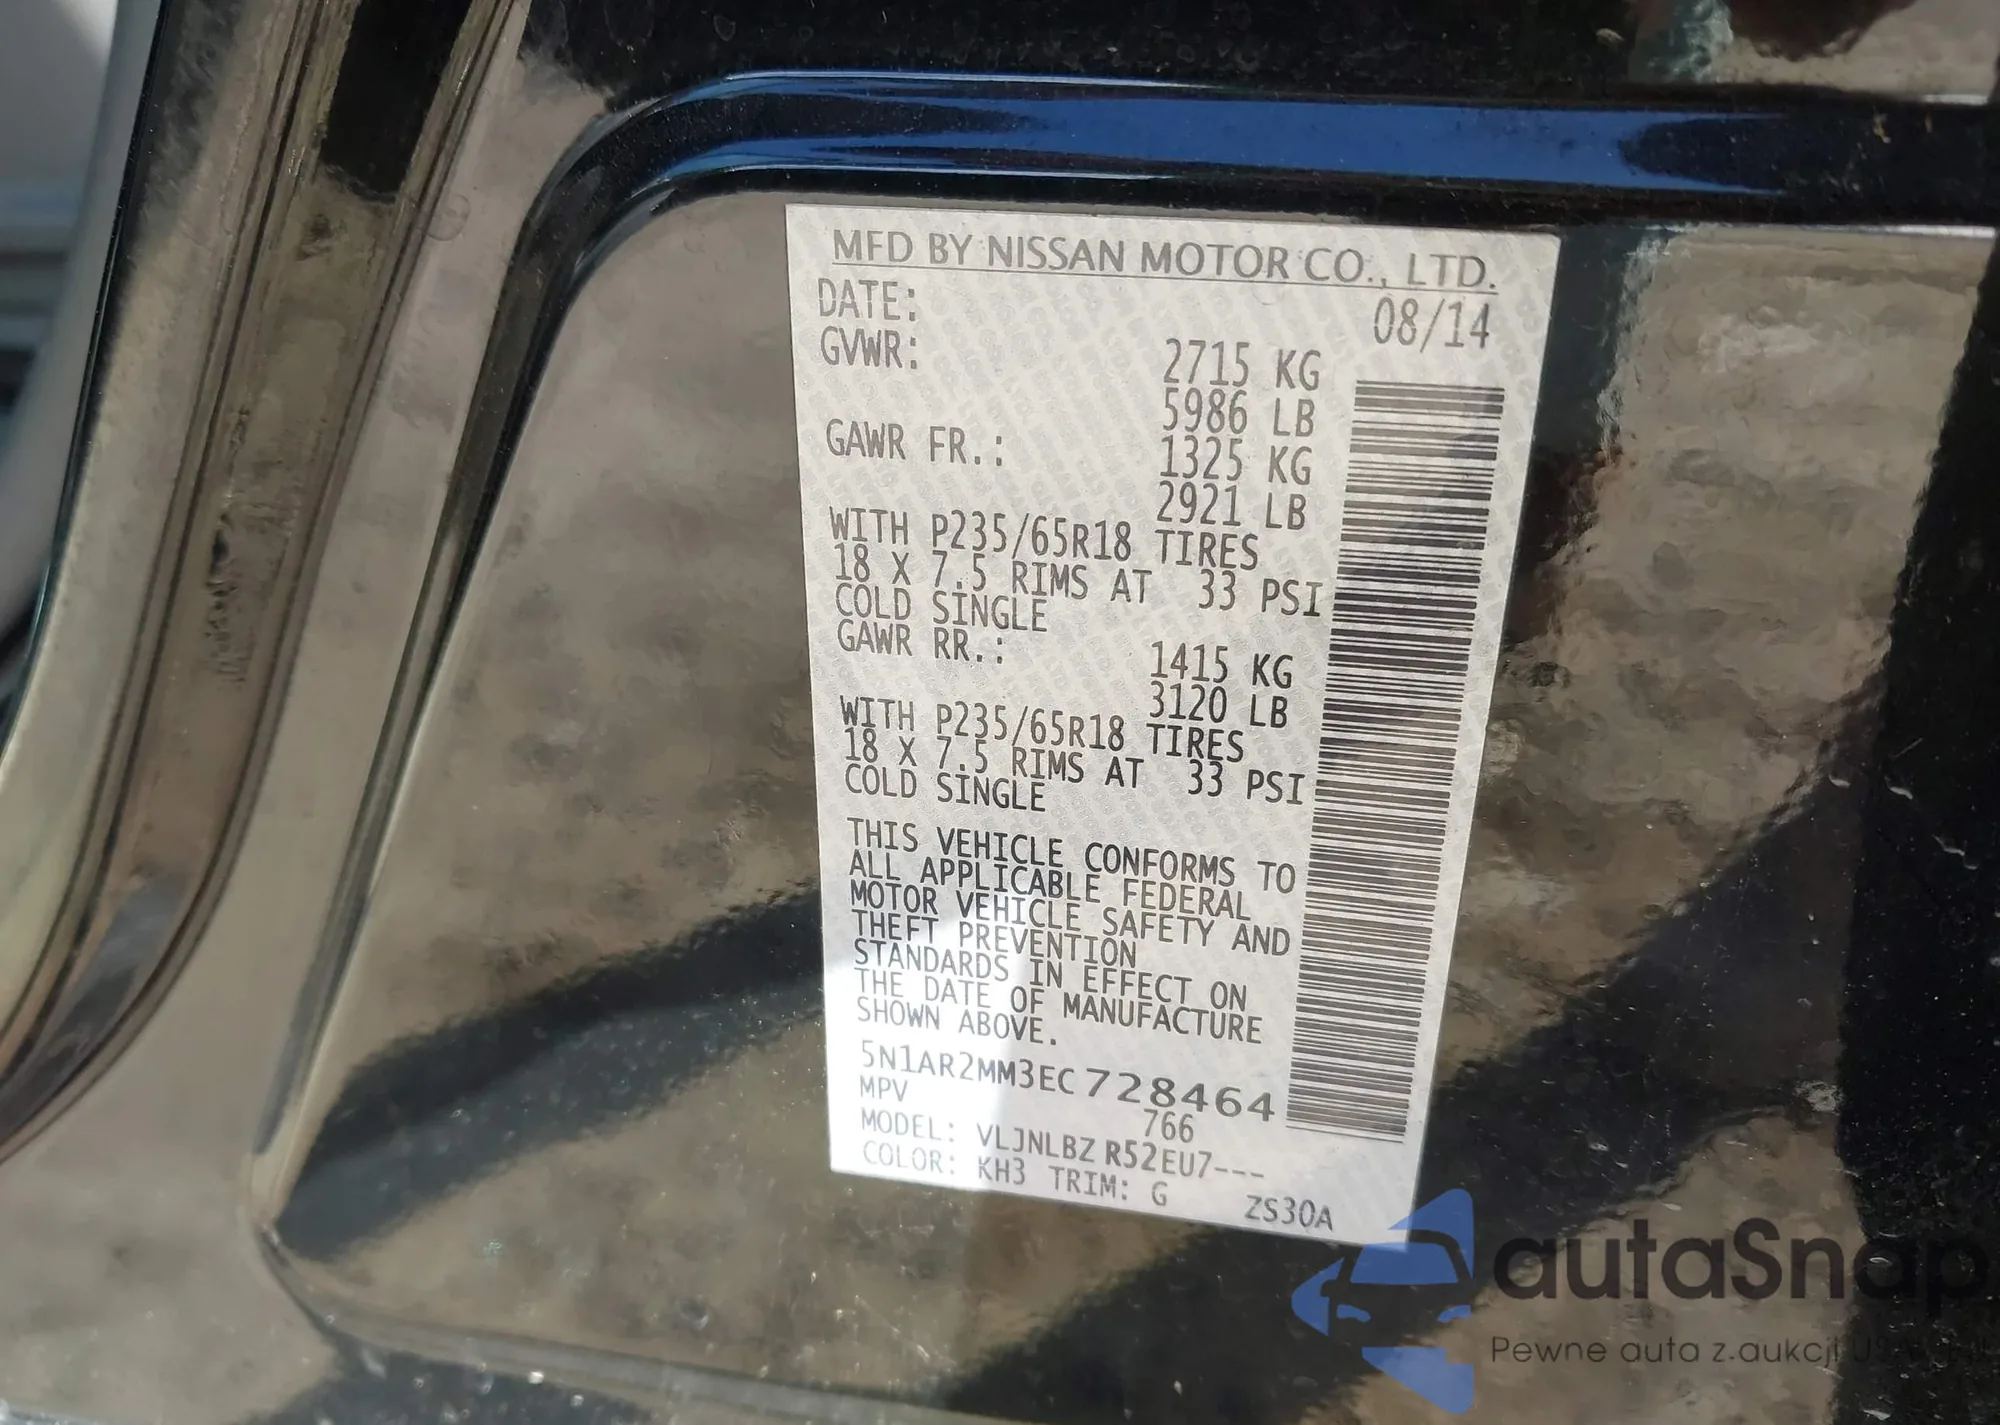 MFD BY NISSAN MOTOR CO., LTD.
DATE: 08/14
GVWR: 2715 KG
5986 LB
GAWR FR.: 1325 KG
2921 LB
WITH P235/65R18 TIRES
18 X 7.5 RIMS AT 33 PSI
COLD SINGLE
GAWR RR.: 1415 KG
3120 LB
WITH P235/65R18 TIRES
18 X 7.5 RIMS AT 33 PSI
COLD SINGLE
THIS VEHICLE CONFORMS TO
ALL APPLICABLE FEDERAL
MOTOR VEHICLE SAFETY AND
THEFT PREVENTION
STANDARDS IN EFFECT ON
THE DATE OF MANUFACTURE
SHOWN ABOVE.
5N1AR2MM3EC728464
MPV 766
MODEL: VLJNLBZ R52EU7---
COLOR: KH3 TRIM: G ZS30A
autaSnap
Pewne auta z aukcji